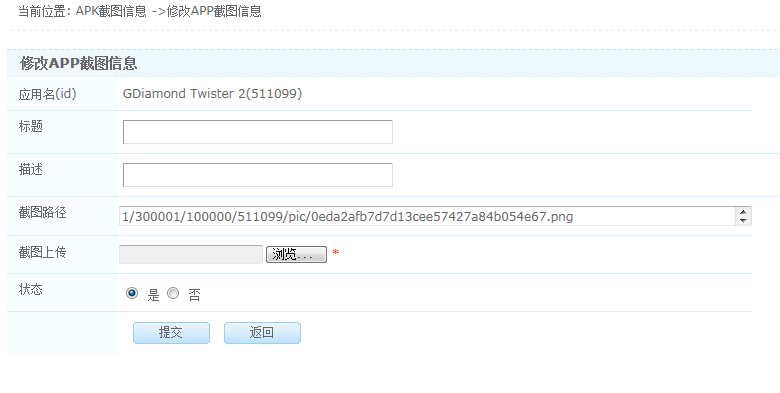 当前位置: APK截图信息 ->修改APP截图信息
修改APP截图信息
应用名(id) GDiamond Twister 2(511099)
标题
描述
截图路径 1/300001/100000/511099/pic/0eda2afb7d7d13cee57427a84b054e67.png
截图上传 浏览... *
状态 是 否
提交 返回